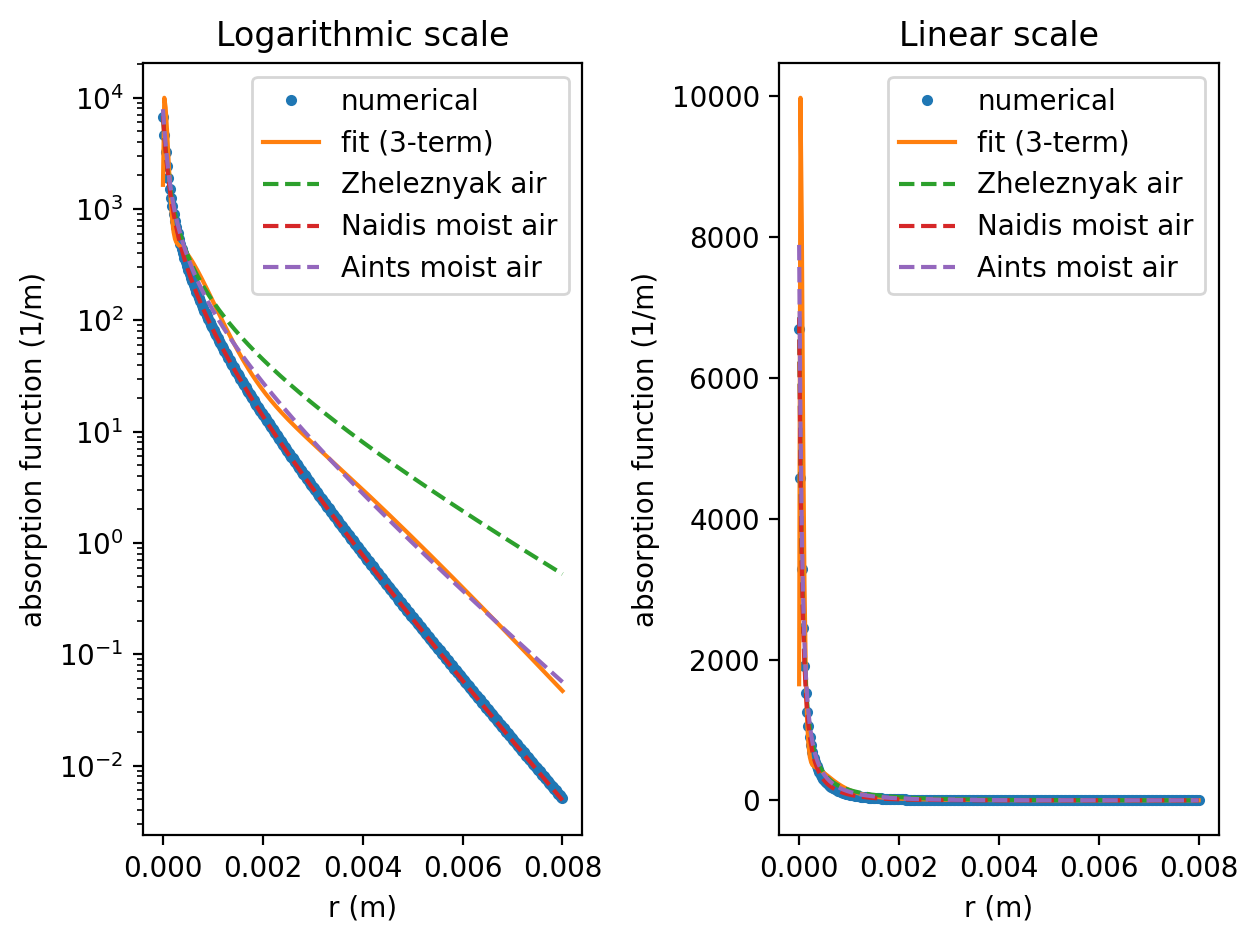 Logarithmic scale
absorption function (1/m)
10⁴
10³
10²
10¹
10⁰
10⁻¹
10⁻²
numerical
fit (3-term)
Zheleznyak air
Naidis moist air
Aints moist air
0.000 0.002 0.004 0.006 0.008
r (m)
Linear scale
absorption function (1/m)
10000
8000
6000
4000
2000
0
numerical
fit (3-term)
Zheleznyak air
Naidis moist air
Aints moist air
0.000 0.002 0.004 0.006 0.008
r (m)